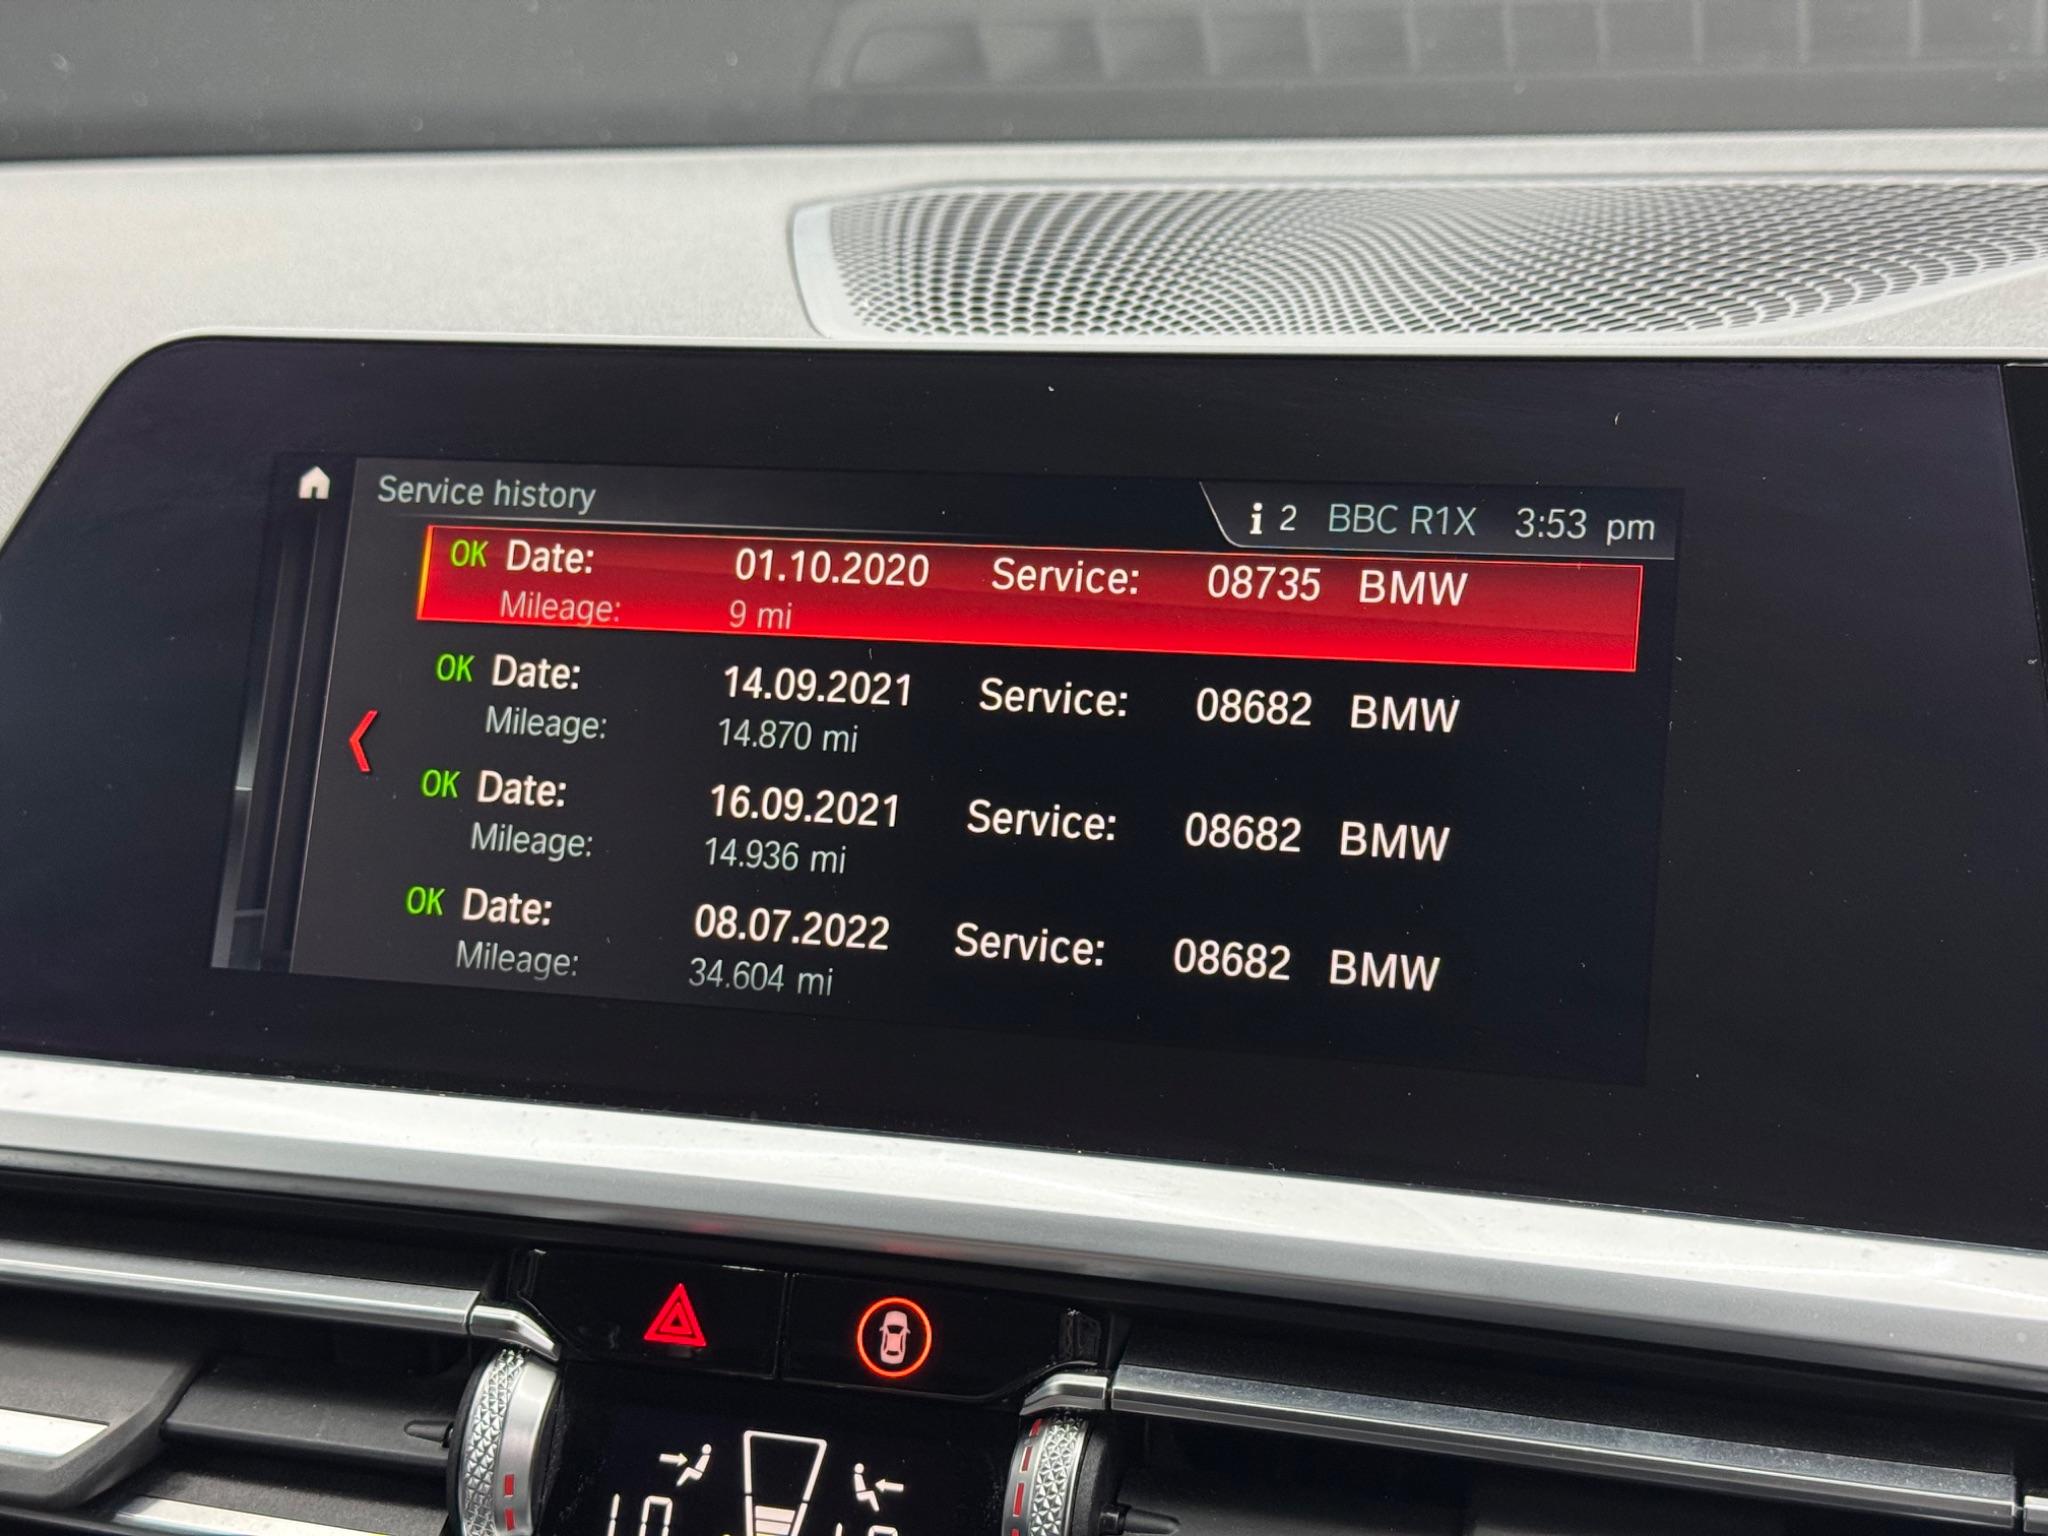 Service history
i 2 BBC R1X 3:53 pm
OK Date: 01.10.2020 Service: 08735 BMW
Mileage: 9 mi
OK Date: 14.09.2021 Service: 08682 BMW
Mileage: 14.870 mi
OK Date: 16.09.2021 Service: 08682 BMW
Mileage: 14.936 mi
OK Date: 08.07.2022 Service: 08682 BMW
Mileage: 34.604 mi